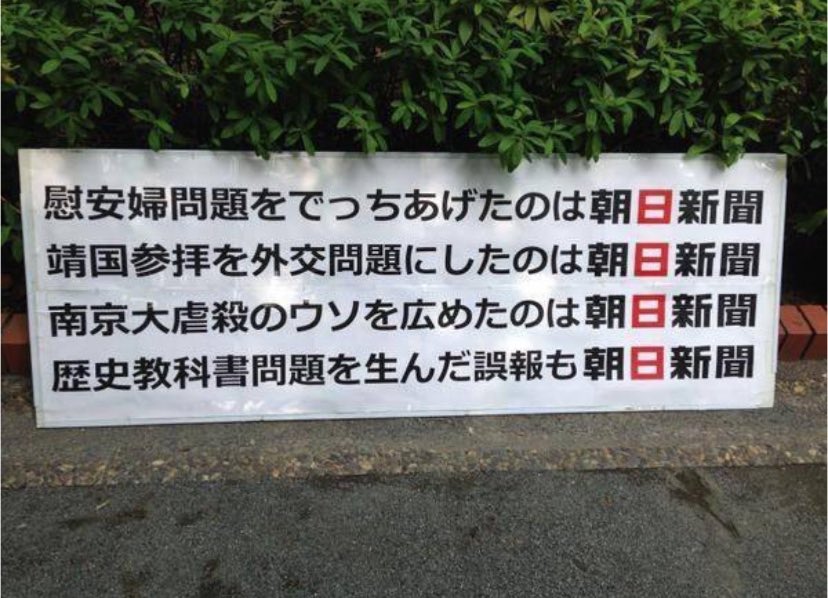 慰安婦問題をでっちあげたのは朝日新聞
靖国参拝を外交問題にしたのは朝日新聞
南京大虐殺のウソを広めたのは朝日新聞
歴史教科書問題を生んだ誤報も朝日新聞